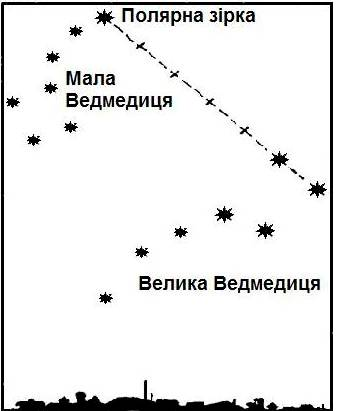 Полярна зірка
Мала
Ведмедиця
Велика Ведмедиця